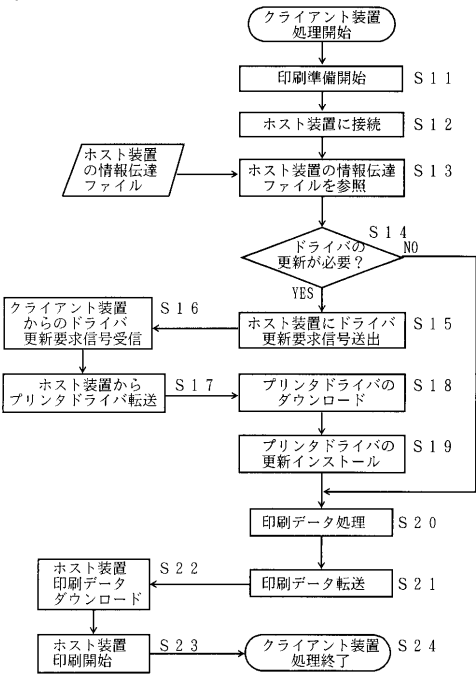 クライアント装置
処理開始
印刷準備開始
S11
ホスト装置に接続
S12
ホスト装置
の情報伝達
ファイル
ホスト装置の情報伝達
ファイルを参照
S13
S14
ドライバの
更新が必要？
NO
YES
クライアント装置
からのドライバ
更新要求信号受信
S16
ホスト装置にドライバ
更新要求信号送出
S15
ホスト装置から
プリンタドライバ転送
S17
プリンタドライバの
ダウンロード
S18
プリンタドライバの
更新インストール
S19
印刷データ処理
S20
ホスト装置
印刷データ
ダウンロード
S22
印刷データ転送
S21
ホスト装置
印刷開始
S23
クライアント装置
処理終了
S24